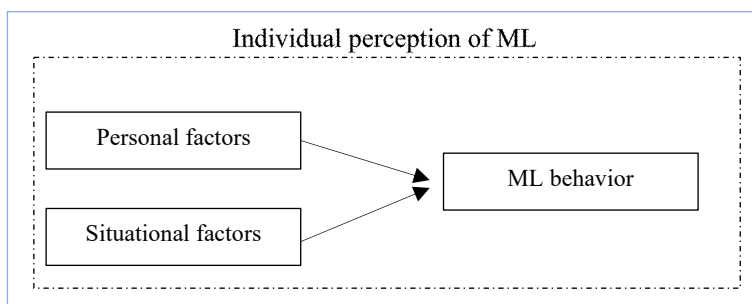 Individual perception of ML
Personal factors
ML behavior
Situational factors